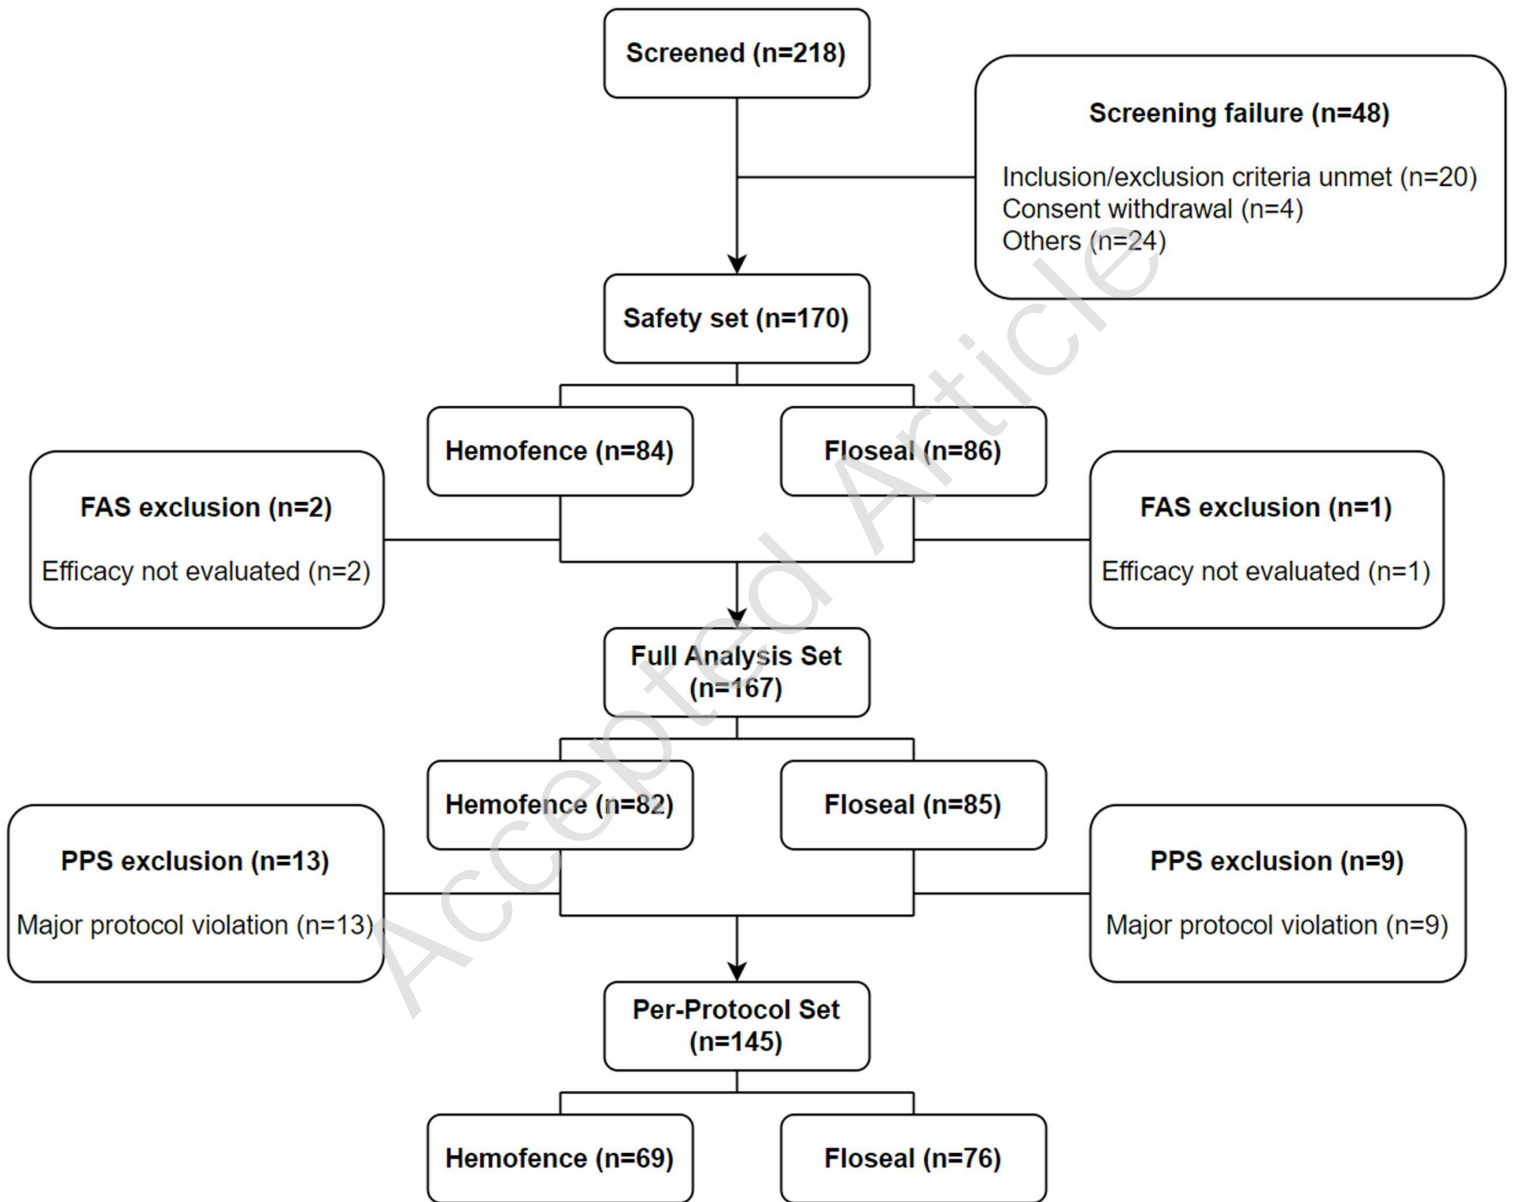 Screened (n=218)
Screening failure (n=48)
Inclusion/exclusion criteria unmet (n=20)
Consent withdrawal (n=4)
Others (n=24)
Safety set (n=170)
Hemofence (n=84)
Floseal (n=86)
FAS exclusion (n=2)
Efficacy not evaluated (n=2)
FAS exclusion (n=1)
Efficacy not evaluated (n=1)
Full Analysis Set
(n=167)
Hemofence (n=82)
Floseal (n=85)
PPS exclusion (n=13)
Major protocol violation (n=13)
PPS exclusion (n=9)
Major protocol violation (n=9)
Per-Protocol Set
(n=145)
Hemofence (n=69)
Floseal (n=76)
Accepted Article